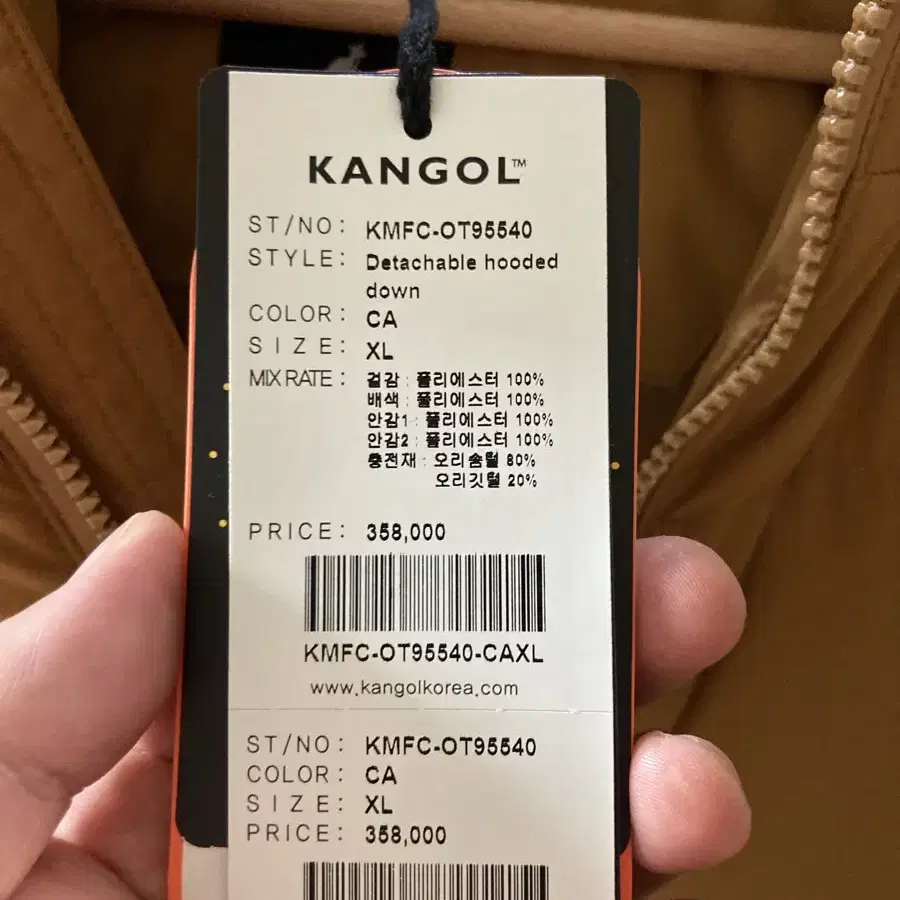 KANGOL™
ST/NO: KMFC-OT95540
STYLE: Detachable hooded
down
COLOR: CA
SIZE: XL
MIX RATE: 겉감 : 폴리에스터 100%
배색 : 폴리에스터 100%
안감1 : 폴리에스터 100%
안감2 : 폴리에스터 100%
충전재 : 오리솜털 80%
오리깃털 20%
PRICE: 358,000
KMFC-OT95540-CAXL
www.kangolkorea.com
ST/NO: KMFC-OT95540
COLOR: CA
SIZE: XL
PRICE: 358,000